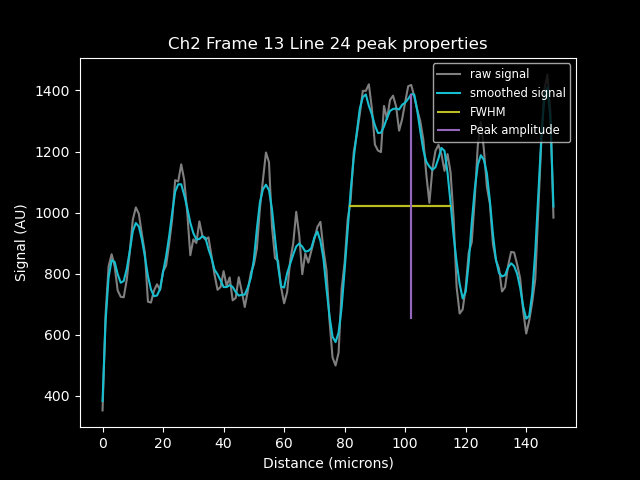 Ch2 Frame 13 Line 24 peak properties
raw signal
smoothed signal
FWHM
Peak amplitude
Signal (AU)
1400
1200
1000
800
600
400
0 20 40 60 80 100 120 140
Distance (microns)